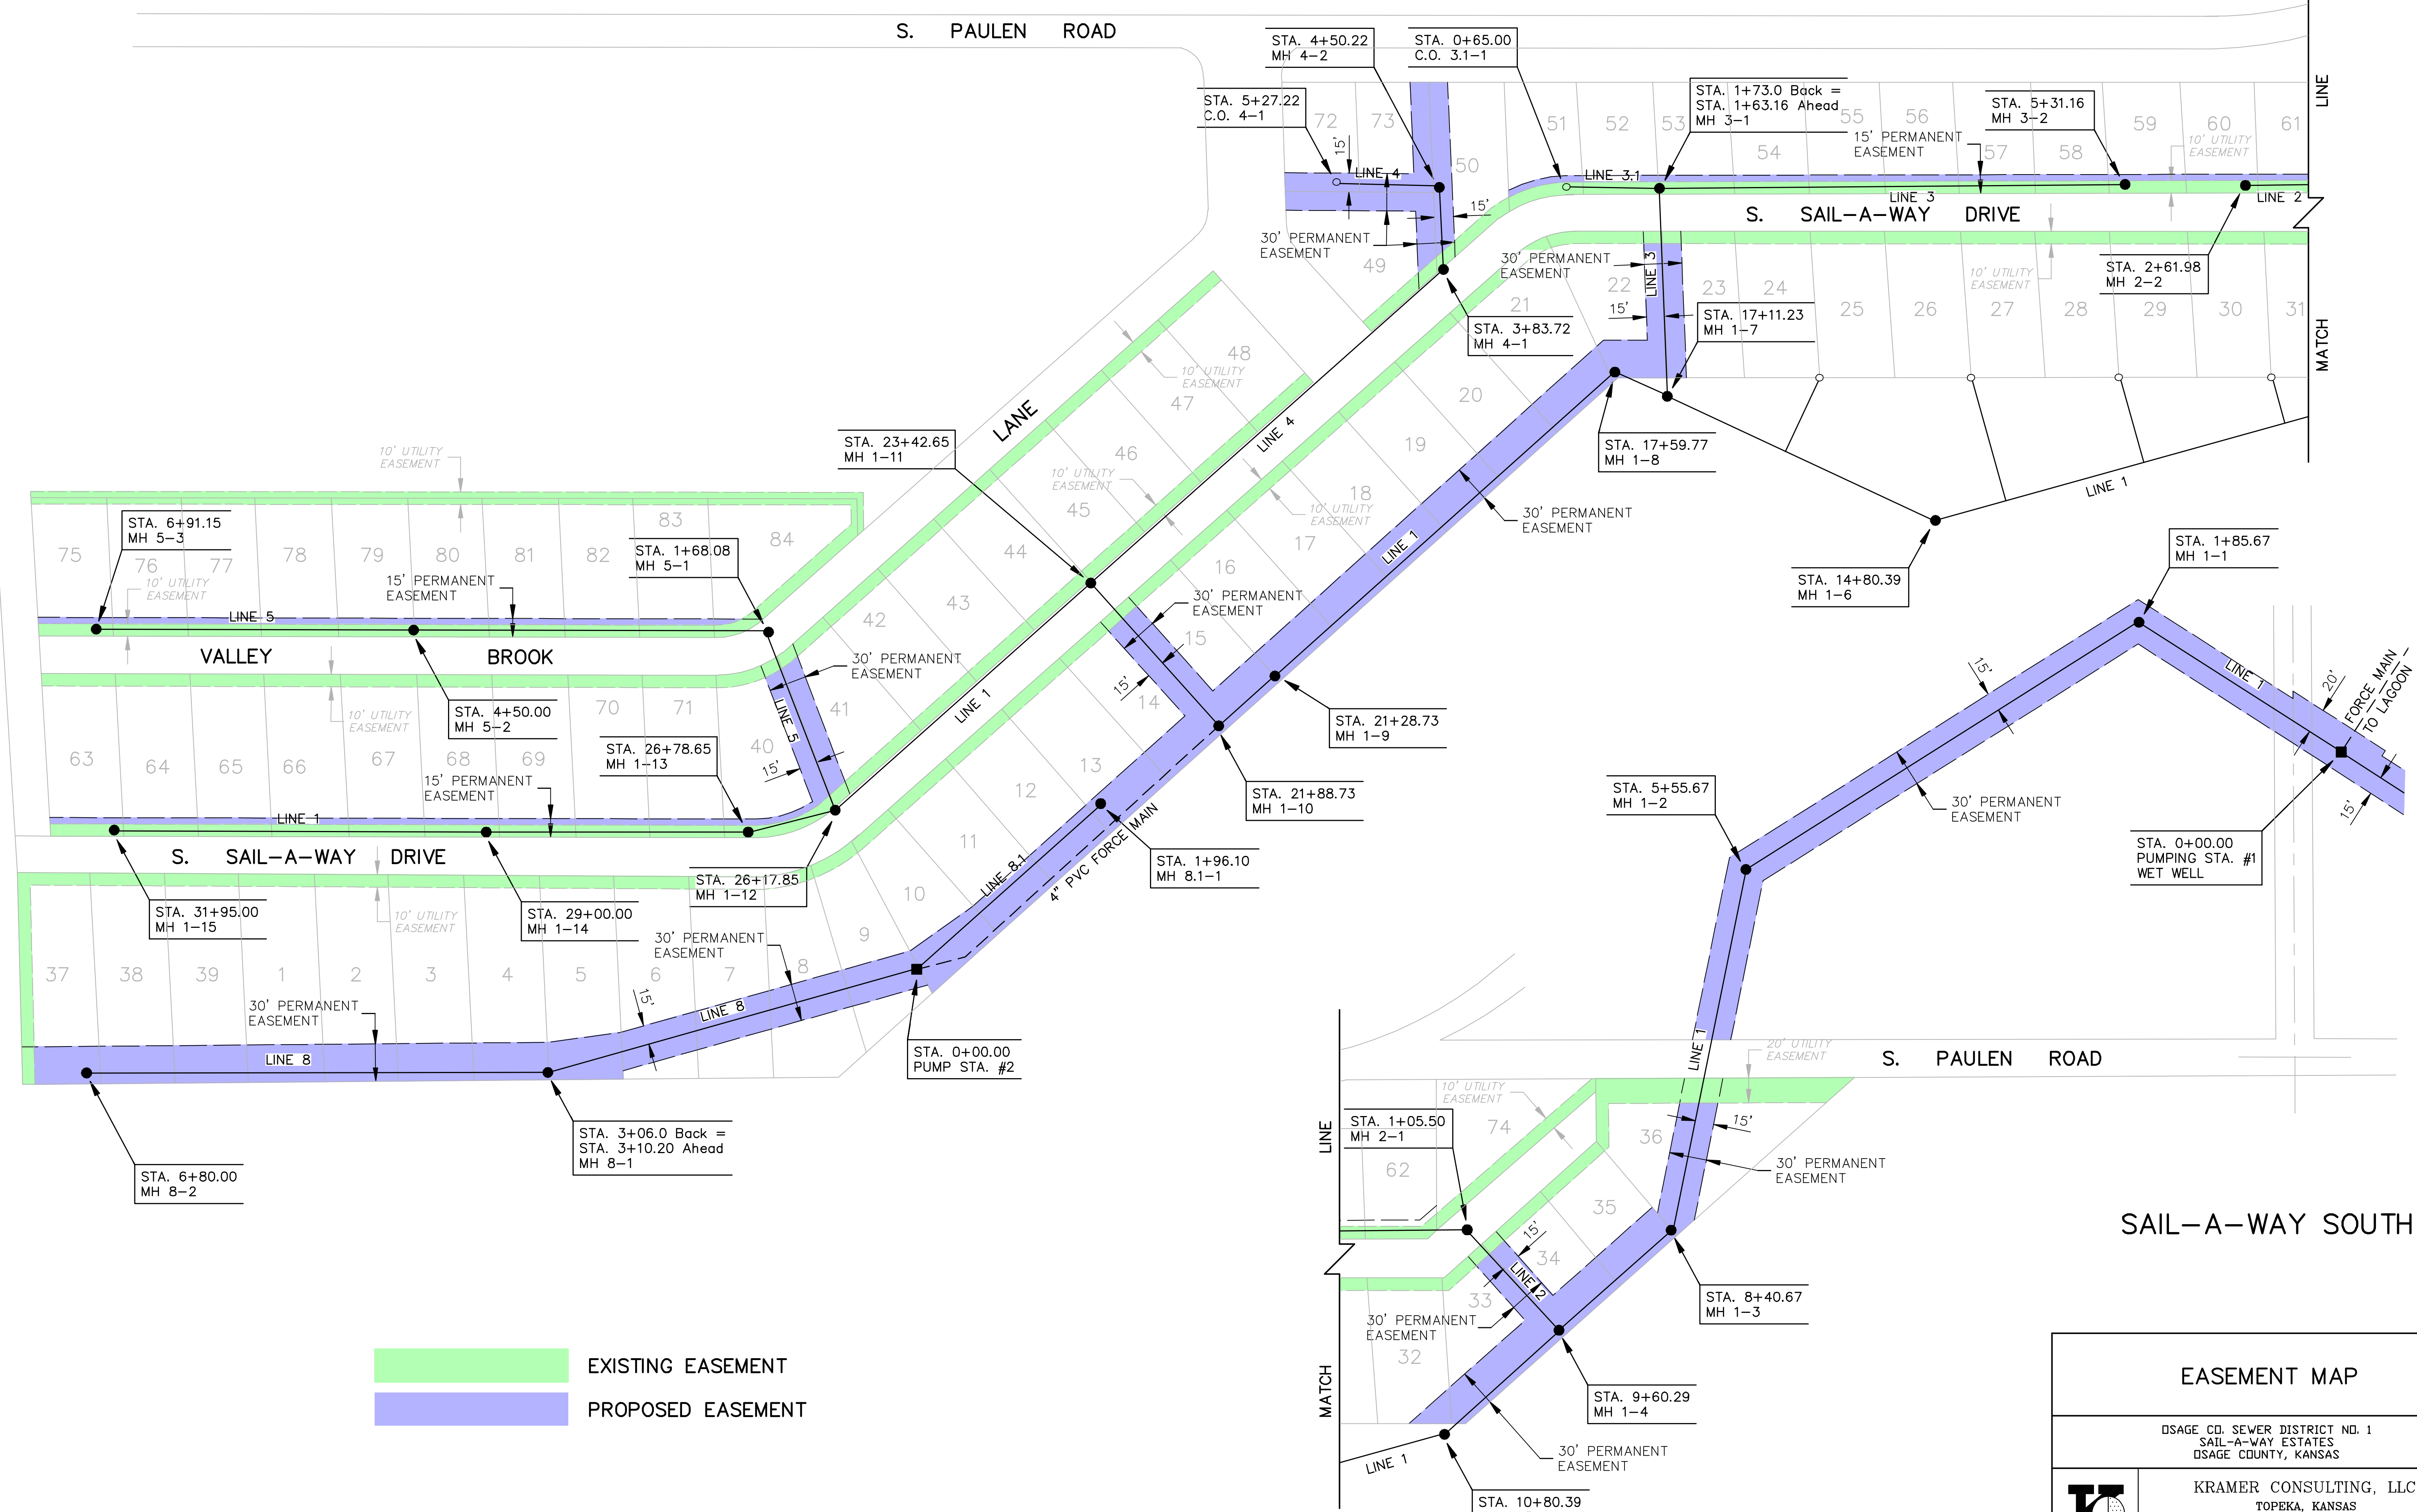 S. PAULEN ROAD
STA. 4+50.22
MH 4-2
STA. 0+65.00
C.O. 3.1-1
STA. 5+27.22
C.O. 4-1
STA. 1+73.0 Back =
STA. 1+63.16 Ahead
MH 3-1
STA. 5+31.16
MH 3-2
LINE
72
73
50
51
52
53
54
55
56
57
58
59
60
61
15'
15' PERMANENT
EASEMENT
10' UTILITY
EASEMENT
LINE 4
LINE 3.1
LINE 3
LINE 2
15'
S. SAIL-A-WAY DRIVE
30' PERMANENT
EASEMENT
49
30' PERMANENT
EASEMENT
LINE 3
10' UTILITY
EASEMENT
STA. 2+61.98
MH 2-2
21
22
23
24
25
26
27
28
29
30
31
15'
STA. 17+11.23
MH 1-7
STA. 3+83.72
MH 4-1
MATCH
48
10' UTILITY
EASEMENT
47
20
LANE
STA. 23+42.65
MH 1-11
LINE 4
19
STA. 17+59.77
MH 1-8
46
10' UTILITY
EASEMENT
45
18
10' UTILITY
EASEMENT
LINE 1
10' UTILITY
EASEMENT
30' PERMANENT
EASEMENT
STA. 6+91.15
MH 5-3
75
76
77
78
79
80
81
82
83
84
STA. 1+68.08
MH 5-1
44
17
LINE 1
16
STA. 1+85.67
MH 1-1
STA. 14+80.39
MH 1-6
10' UTILITY
EASEMENT
15' PERMANENT
EASEMENT
43
30' PERMANENT
EASEMENT
42
LINE 5
15
VALLEY BROOK
30' PERMANENT
EASEMENT
15'
14
15'
LINE 1
20'
FORCE MAIN -
TO LAGOON
10' UTILITY
EASEMENT
STA. 4+50.00
MH 5-2
70
71
41
LINE 5
40
LINE 1
STA. 21+28.73
MH 1-9
63
64
65
66
67
68
69
STA. 26+78.65
MH 1-13
15'
13
15' PERMANENT
EASEMENT
12
STA. 21+88.73
MH 1-10
STA. 5+55.67
MH 1-2
30' PERMANENT
EASEMENT
15'
LINE 1
11
4" PVC FORCE MAIN
S. SAIL-A-WAY DRIVE
STA. 0+00.00
PUMPING STA. #1
WET WELL
STA. 26+17.85
MH 1-12
LINE 8.1
STA. 1+96.10
MH 8.1-1
10
STA. 31+95.00
MH 1-15
10' UTILITY
EASEMENT
STA. 29+00.00
MH 1-14
30' PERMANENT
EASEMENT
9
37
38
39
1
2
3
4
5
6
7
8
15'
LINE 8
30' PERMANENT
EASEMENT
LINE 8
STA. 0+00.00
PUMP STA. #2
LINE 1
20' UTILITY
EASEMENT
S. PAULEN ROAD
STA. 3+06.0 Back =
STA. 3+10.20 Ahead
MH 8-1
STA. 6+80.00
MH 8-2
10' UTILITY
EASEMENT
LINE
STA. 1+05.50
MH 2-1
74
36
15'
62
30' PERMANENT
EASEMENT
35
15'
34
LINE 2
33
SAIL-A-WAY SOUTH
30' PERMANENT
EASEMENT
STA. 8+40.67
MH 1-3
32
MATCH
STA. 9+60.29
MH 1-4
30' PERMANENT
EASEMENT
LINE 1
STA. 10+80.39
EXISTING EASEMENT
PROPOSED EASEMENT
EASEMENT MAP
OSAGE CO. SEWER DISTRICT NO. 1
SAIL-A-WAY ESTATES
OSAGE COUNTY, KANSAS
KRAMER CONSULTING, LLC
TOPEKA, KANSAS